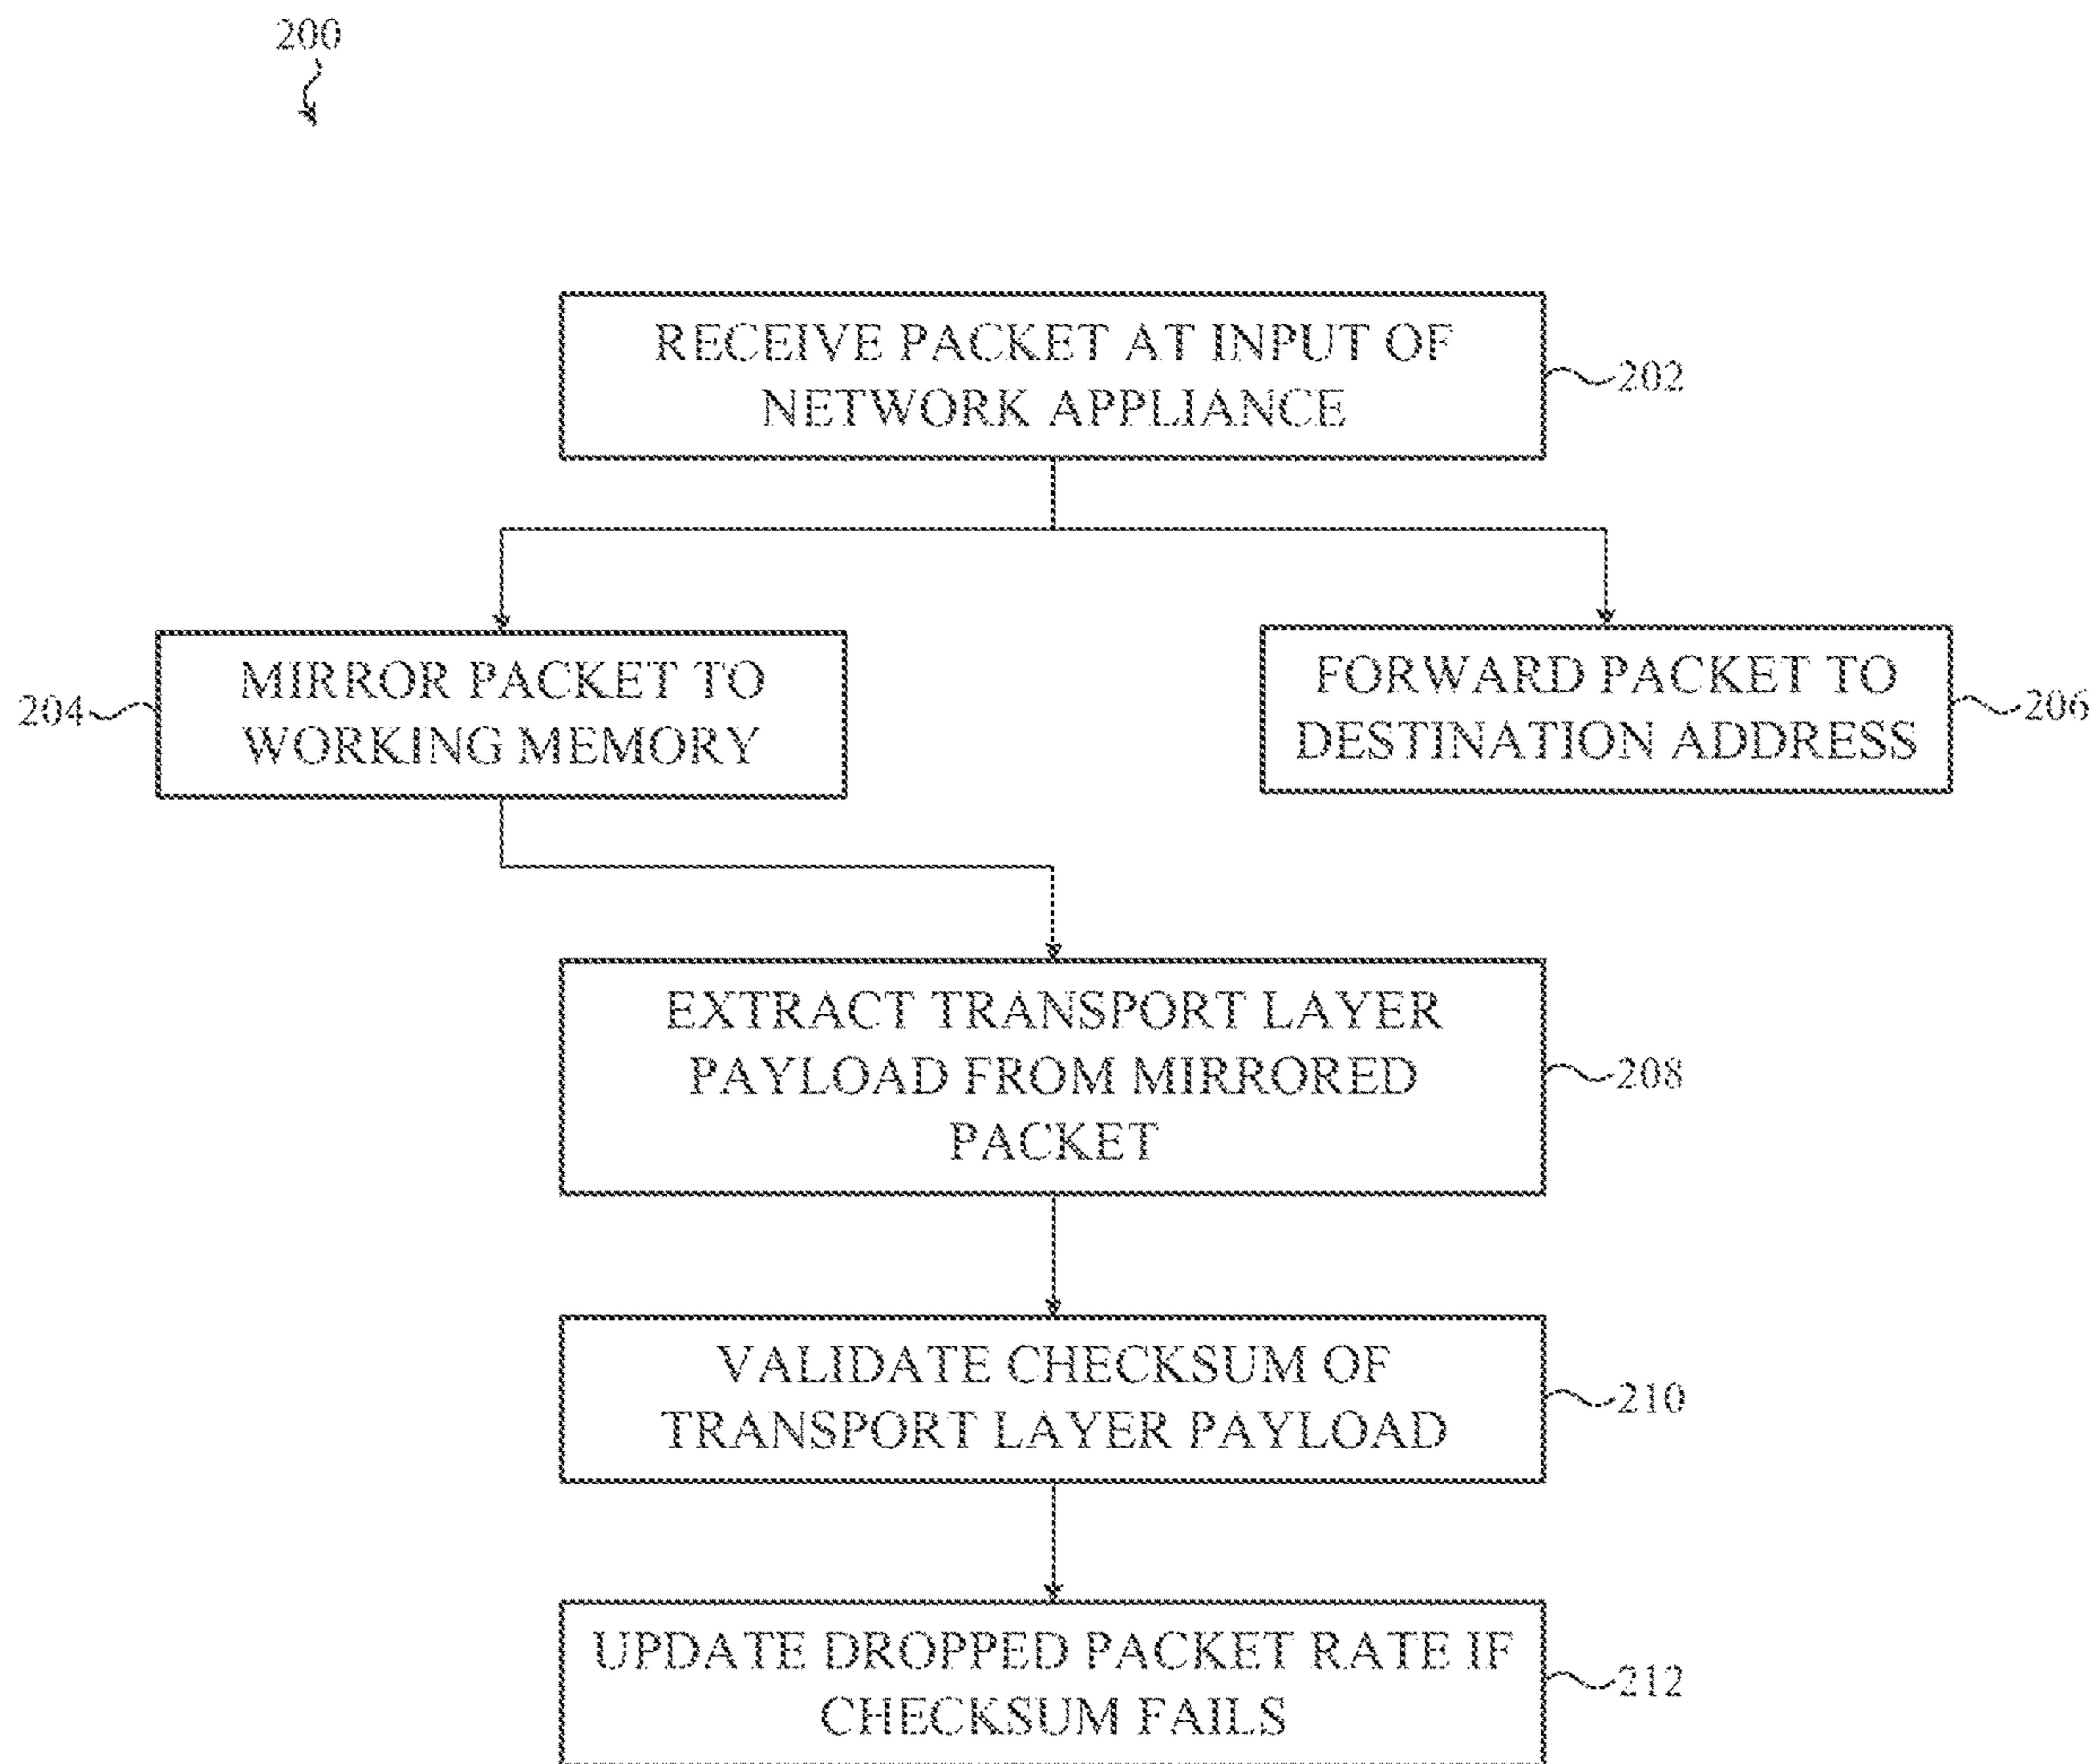 200
RECEIVE PACKET AT INPUT OF
NETWORK APPLIANCE
202
204
MIRROR PACKET TO
WORKING MEMORY
FORWARD PACKET TO
DESTINATION ADDRESS
206
EXTRACT TRANSPORT LAYER
PAYLOAD FROM MIRRORED
PACKET
208
VALIDATE CHECKSUM OF
TRANSPORT LAYER PAYLOAD
210
UPDATE DROPPED PACKET RATE IF
CHECKSUM FAILS
212